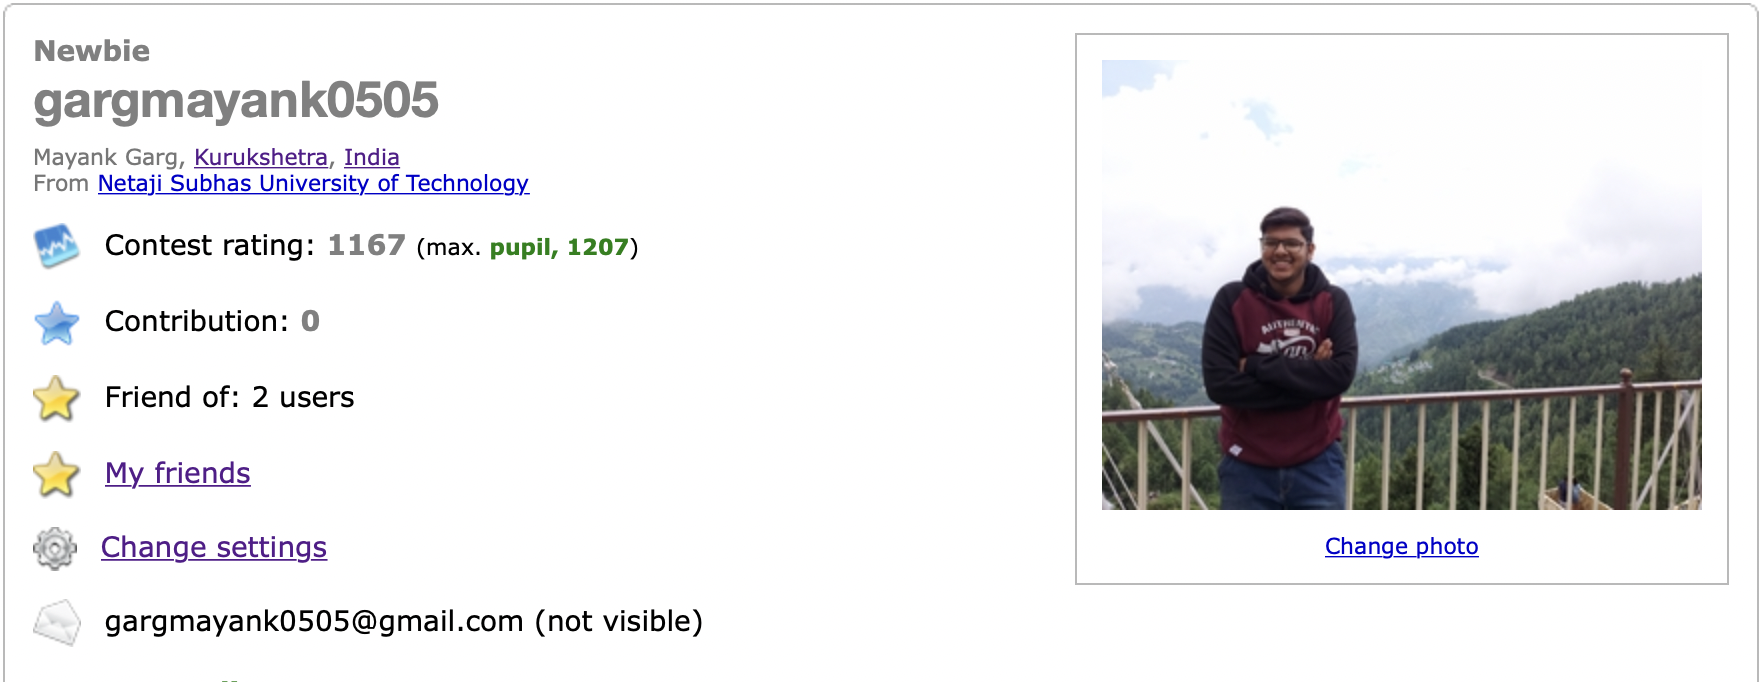 Newbie
gargmayank0505
Mayank Garg, Kurukshetra, India
From Netaji Subhas University of Technology
Contest rating: 1167 (max. pupil, 1207)
Contribution: 0
Friend of: 2 users
My friends
Change settings
gargmayank0505@gmail.com (not visible)
AUTHENTIC
Change photo